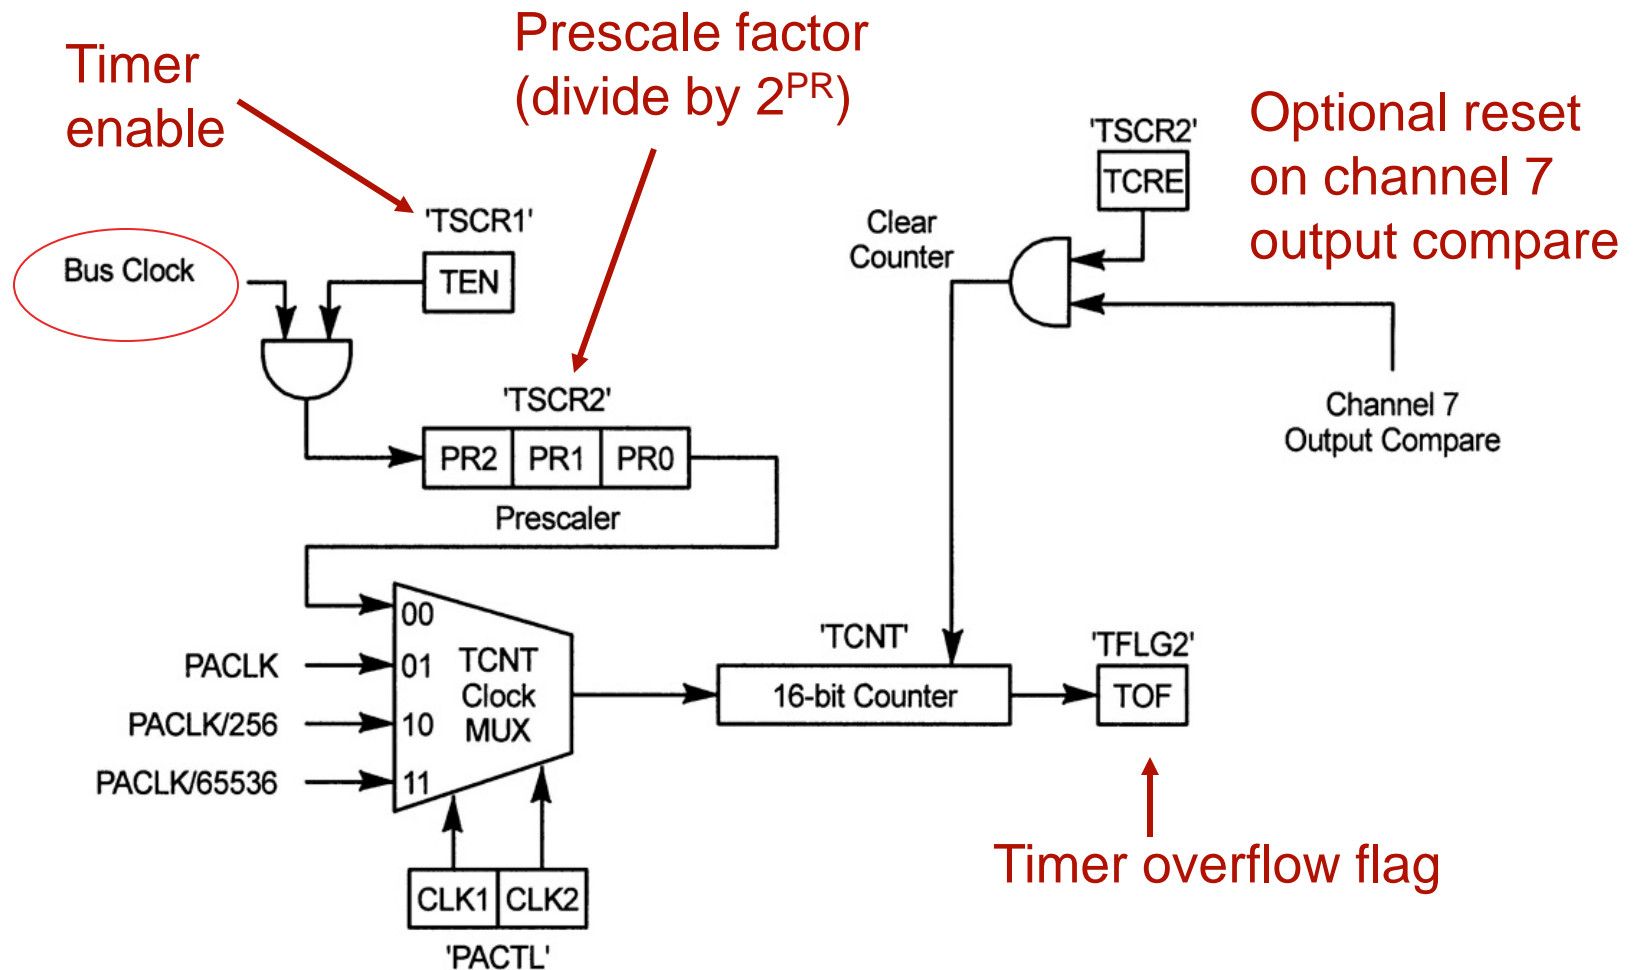 Timer
enable
Prescale factor
(divide by 2^PR)
Optional reset
on channel 7
output compare
'TSCR2'
TCRE
Clear
Counter
'TSCR1'
TEN
Bus Clock
'TSCR2'
PR2 PR1 PR0
Prescaler
Channel 7
Output Compare
00
PACLK 01
PACLK/256 10
PACLK/65536 11
TCNT
Clock
MUX
'TCNT'
16-bit Counter
'TFLG2'
TOF
Timer overflow flag
CLK1 CLK2
'PACTL'